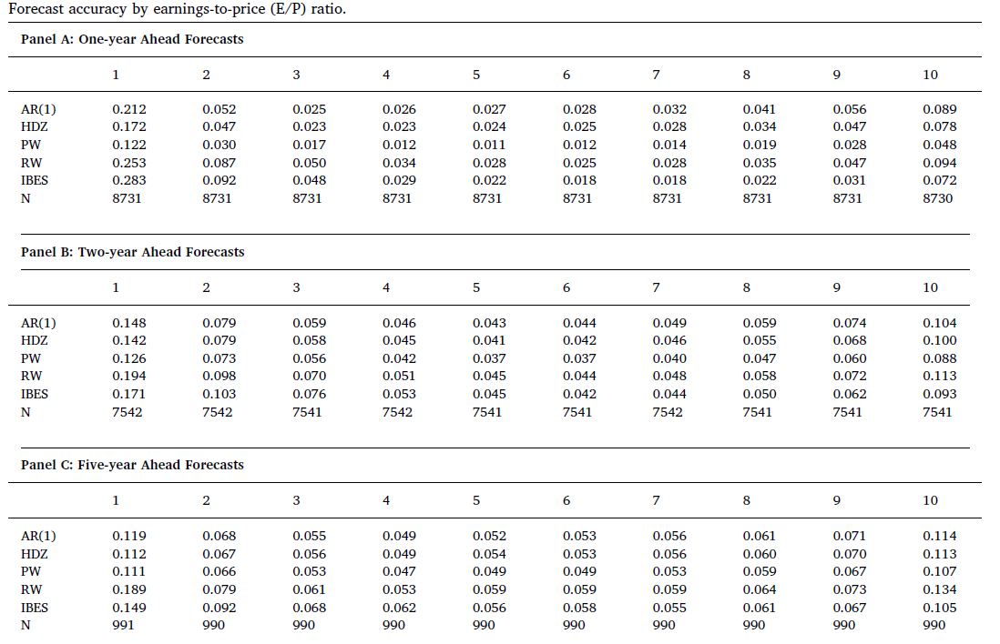 Forecast accuracy by earnings-to-price (E/P) ratio.
Panel A: One-year Ahead Forecasts
1 2 3 4 5 6 7 8 9 10
AR(1) 0.212 0.052 0.025 0.026 0.027 0.028 0.032 0.041 0.056 0.089
HDZ 0.172 0.047 0.023 0.023 0.024 0.025 0.028 0.034 0.047 0.078
PW 0.122 0.030 0.017 0.012 0.011 0.012 0.014 0.019 0.028 0.048
RW 0.253 0.087 0.050 0.034 0.028 0.025 0.028 0.035 0.047 0.094
IBES 0.283 0.092 0.048 0.029 0.022 0.018 0.018 0.022 0.031 0.072
N 8731 8731 8731 8731 8731 8731 8731 8731 8731 8730
Panel B: Two-year Ahead Forecasts
1 2 3 4 5 6 7 8 9 10
AR(1) 0.148 0.079 0.059 0.046 0.043 0.044 0.049 0.059 0.074 0.104
HDZ 0.142 0.079 0.058 0.045 0.041 0.042 0.046 0.055 0.068 0.100
PW 0.126 0.073 0.056 0.042 0.037 0.037 0.040 0.047 0.060 0.088
RW 0.194 0.098 0.070 0.051 0.045 0.044 0.048 0.058 0.072 0.113
IBES 0.171 0.103 0.076 0.053 0.045 0.042 0.044 0.050 0.062 0.093
N 7542 7542 7541 7542 7541 7541 7542 7541 7541 7541
Panel C: Five-year Ahead Forecasts
1 2 3 4 5 6 7 8 9 10
AR(1) 0.119 0.068 0.055 0.049 0.052 0.053 0.056 0.061 0.071 0.114
HDZ 0.112 0.067 0.056 0.049 0.054 0.053 0.056 0.060 0.070 0.113
PW 0.111 0.066 0.053 0.047 0.049 0.049 0.053 0.059 0.067 0.107
RW 0.189 0.079 0.061 0.053 0.059 0.059 0.059 0.064 0.073 0.134
IBES 0.149 0.092 0.068 0.062 0.056 0.058 0.055 0.061 0.067 0.105
N 991 990 990 990 990 990 990 990 990 990